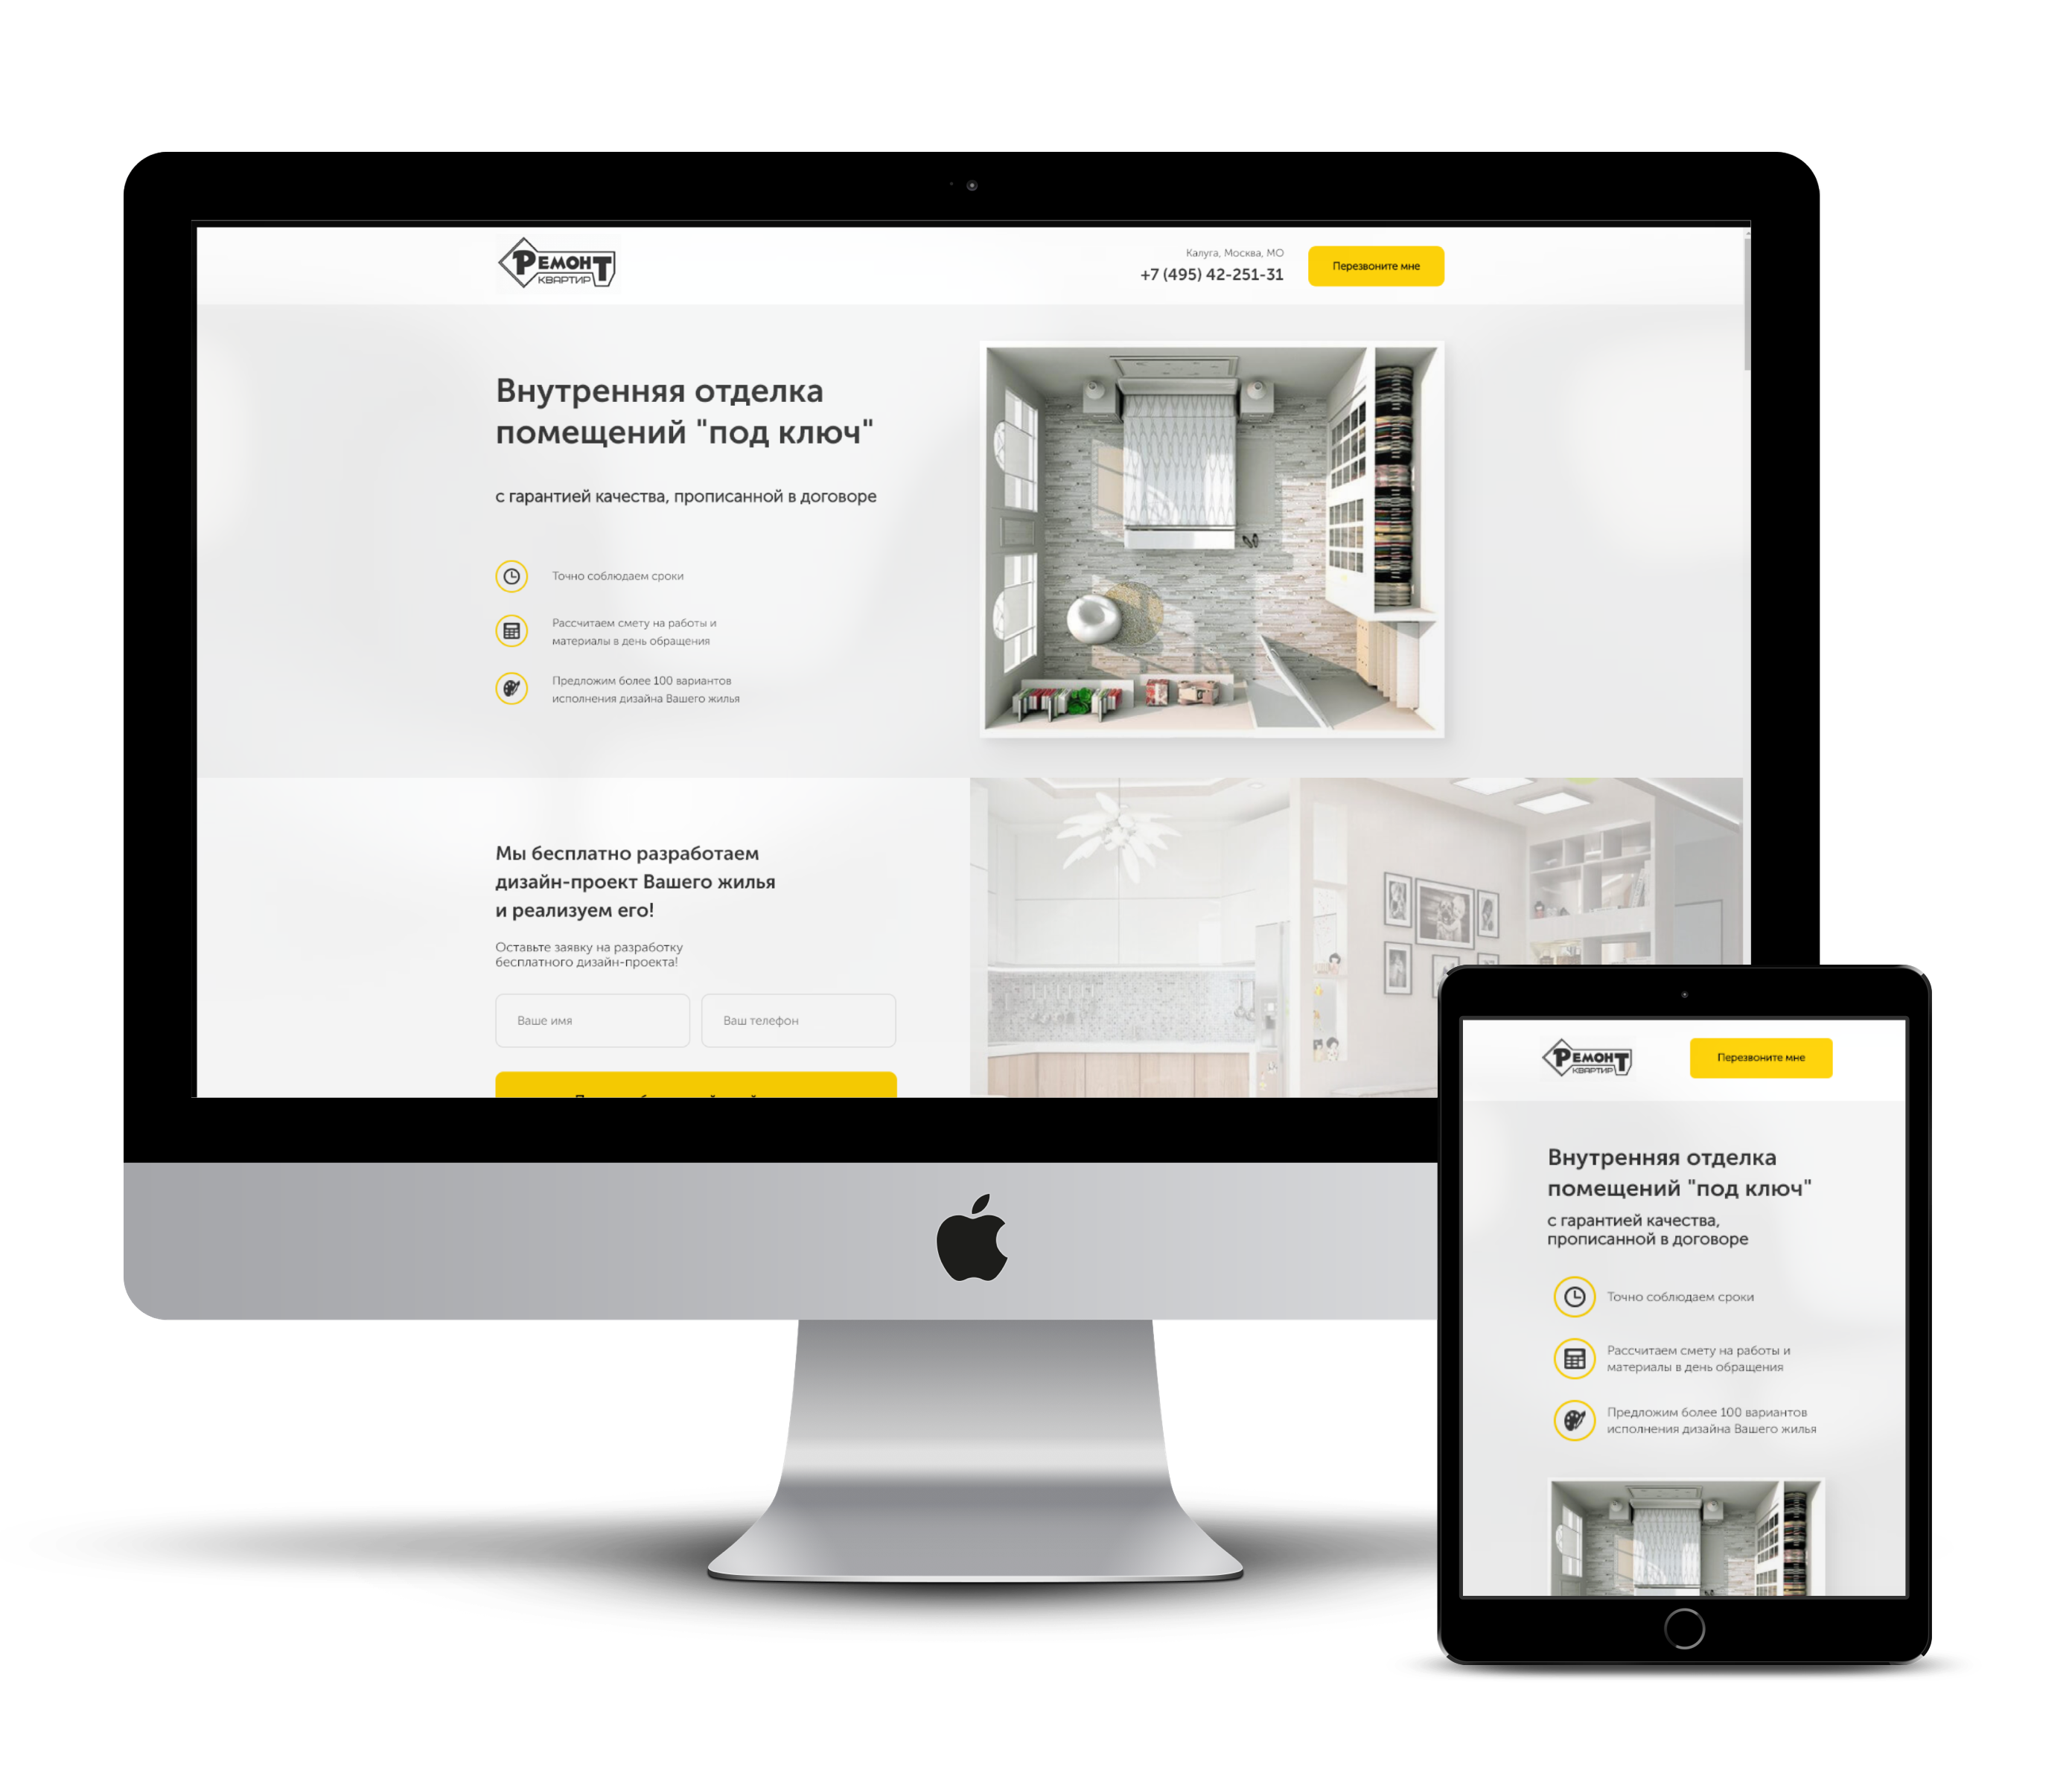 Ремонт
квартир
Калуга, Москва, МО
+7 (495) 42-251-31
Перезвоните мне
Внутренняя отделка
помещений "под ключ"
с гарантией качества, прописанной в договоре
Точно соблюдаем сроки
Рассчитаем смету на работы и
материалы в день обращения
Предложим более 100 вариантов
исполнения дизайна Вашего жилья
Мы бесплатно разработаем
дизайн-проект Вашего жилья
и реализуем его!
Оставьте заявку на разработку
бесплатного дизайн-проекта!
Ваше имя
Ваш телефон
Ремонт
квартир
Перезвоните мне
Внутренняя отделка
помещений "под ключ"
с гарантией качества,
прописанной в договоре
Точно соблюдаем сроки
Рассчитаем смету на работы и
материалы в день обращения
Предложим более 100 вариантов
исполнения дизайна Вашего жилья